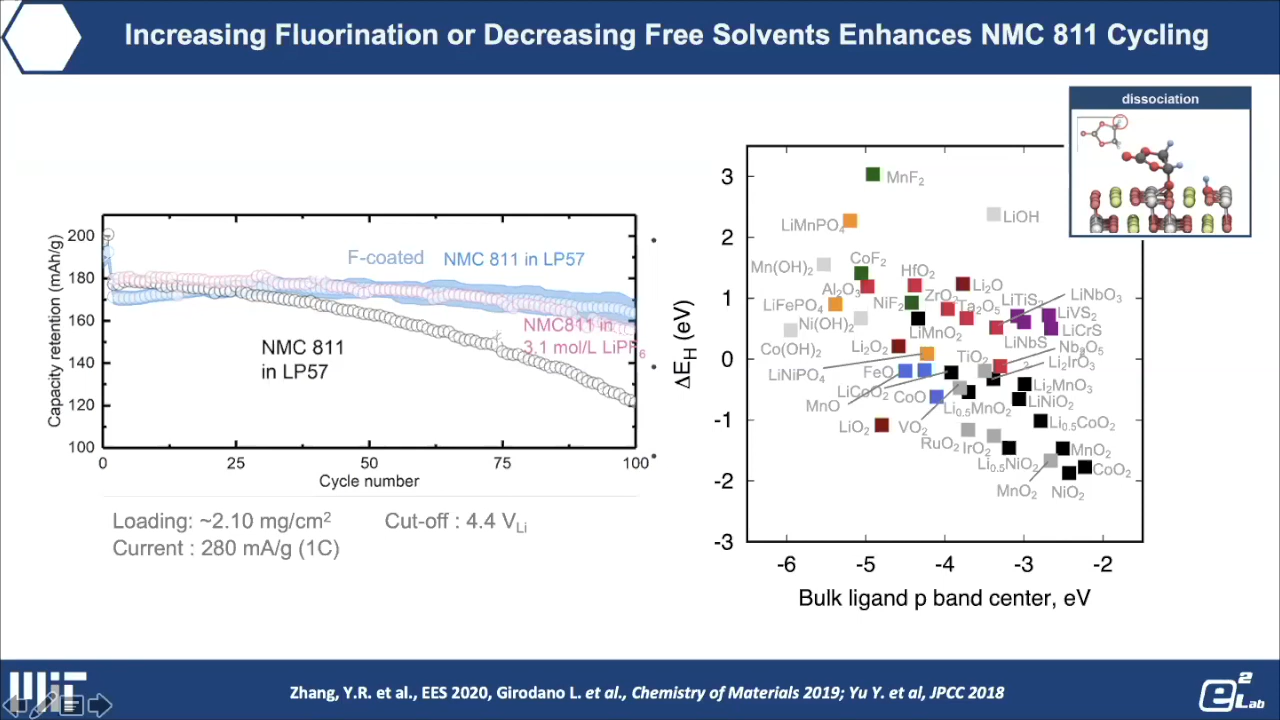 Increasing Fluorination or Decreasing Free Solvents Enhances NMC 811 Cycling
dissociation
Capacity retention (mAh/g)
200
180
160
140
120
100
0
25
50
75
100
Cycle number
F-coated NMC 811 in LP57
NMC811 in
3.1 mol/L LiPF6
NMC 811
in LP57
Loading: ~2.10 mg/cm2
Cut-off : 4.4 VLi
Current : 280 mA/g (1C)
ΔEH (eV)
3
2
1
0
-1
-2
-3
-6
-5
-4
-3
-2
Bulk ligand p band center, eV
MnF2
LiMnPO4
LiOH
Mn(OH)2
CoF2
HfO2
Al2O3
Li2O
LiFePO4
NiF2
ZrO2
Ta2O5
LiTiS2
LiNbO3
LiVS2
Ni(OH)2
LiMnO2
LiCrS
Co(OH)2
Li2O2
LiNbS
Nb2O5
TiO2
LiNiPO4
FeO
Li2IrO3
LiCoO2
CoO
Li2MnO3
MnO
Li0.5MnO2
LiNiO2
LiO2
VO2
RuO2
IrO2
Li0.5CoO2
Li0.5NiO2
MnO2
MnO2
NiO2
CoO2
MIT
Zhang, Y.R. et al., EES 2020, Girodano L. et al., Chemistry of Materials 2019; Yu Y. et al, JPCC 2018
e2 Lab